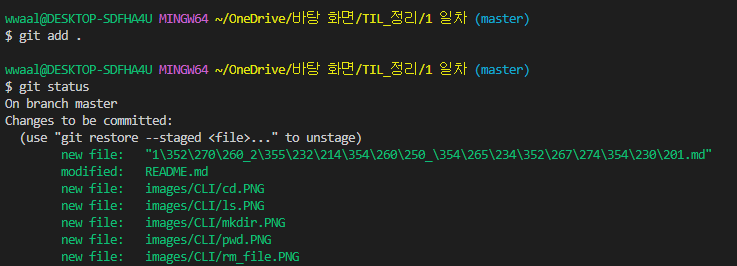 wwaal@DESKTOP-SDFHA4U MINGW64 ~/OneDrive/바탕 화면/TIL_정리/1 일차 (master)
$ git add .
wwaal@DESKTOP-SDFHA4U MINGW64 ~/OneDrive/바탕 화면/TIL_정리/1 일차 (master)
$ git status
On branch master
Changes to be committed:
  (use "git restore --staged <file>..." to unstage)
        new file:   "1\352\270\260_2\355\232\214\354\260\250_\354\265\234\352\267\274\354\230\201.md"
        modified:   README.md
        new file:   images/CLI/cd.PNG
        new file:   images/CLI/ls.PNG
        new file:   images/CLI/mkdir.PNG
        new file:   images/CLI/pwd.PNG
        new file:   images/CLI/rm_file.PNG